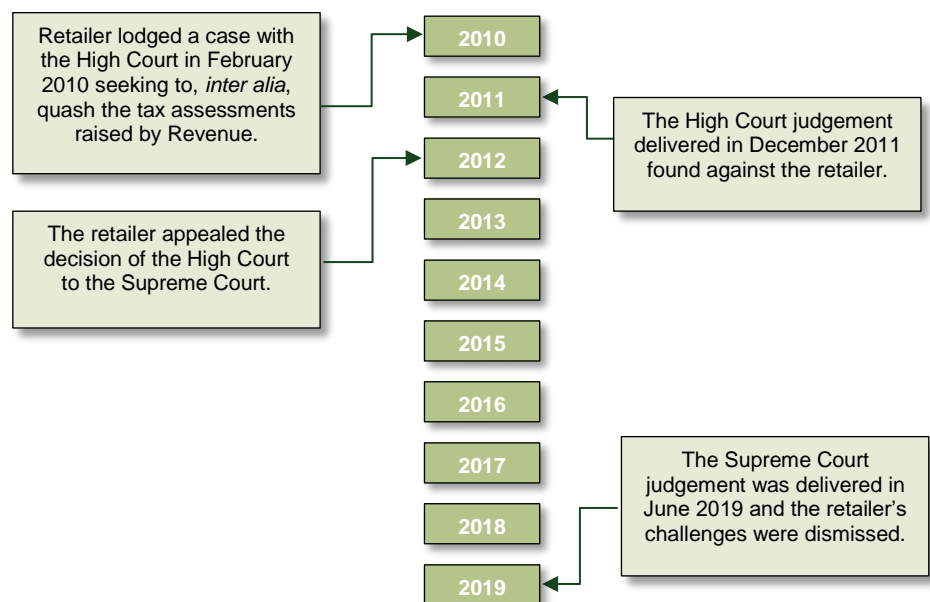 Retailer lodged a case with
the High Court in February
2010 seeking to, inter alia,
quash the tax assessments
raised by Revenue.
2010
2011
The High Court judgement
delivered in December 2011
found against the retailer.
2012
The retailer appealed the
decision of the High Court
to the Supreme Court.
2013
2014
2015
2016
2017
The Supreme Court
judgement was delivered in
June 2019 and the retailer’s
challenges were dismissed.
2018
2019